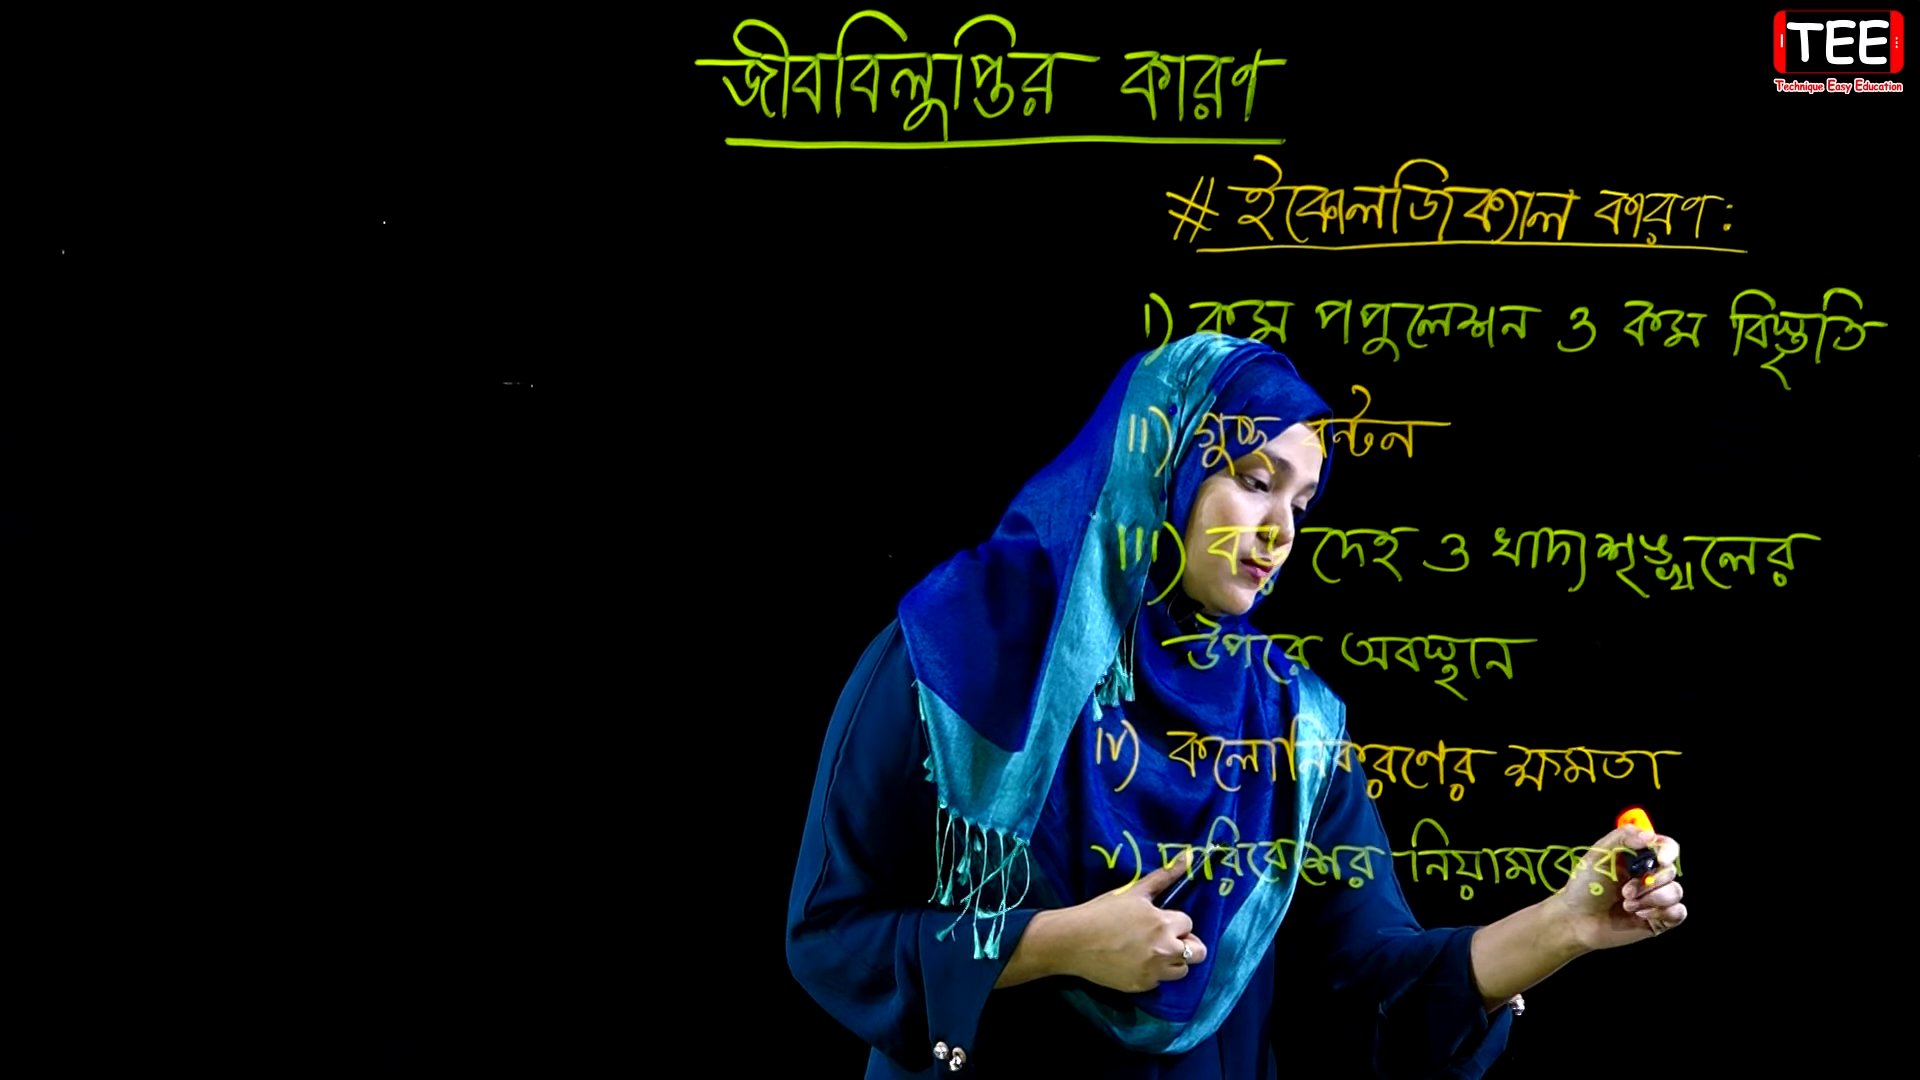 জীববিলুপ্তির কারণ
TEE
Technique Easy Education
# ইকোলজিক্যাল কারণ:
i) কম পপুলেশন ও কম বিস্তৃতি
ii) গুচ্ছ বন্টন
iii) বড় দেহ ও খাদ্যশৃঙ্খলের
উপরে অবস্থান
iv) কলোনিকরণের ক্ষমতা
v) পরিবেশের নিয়ামকের